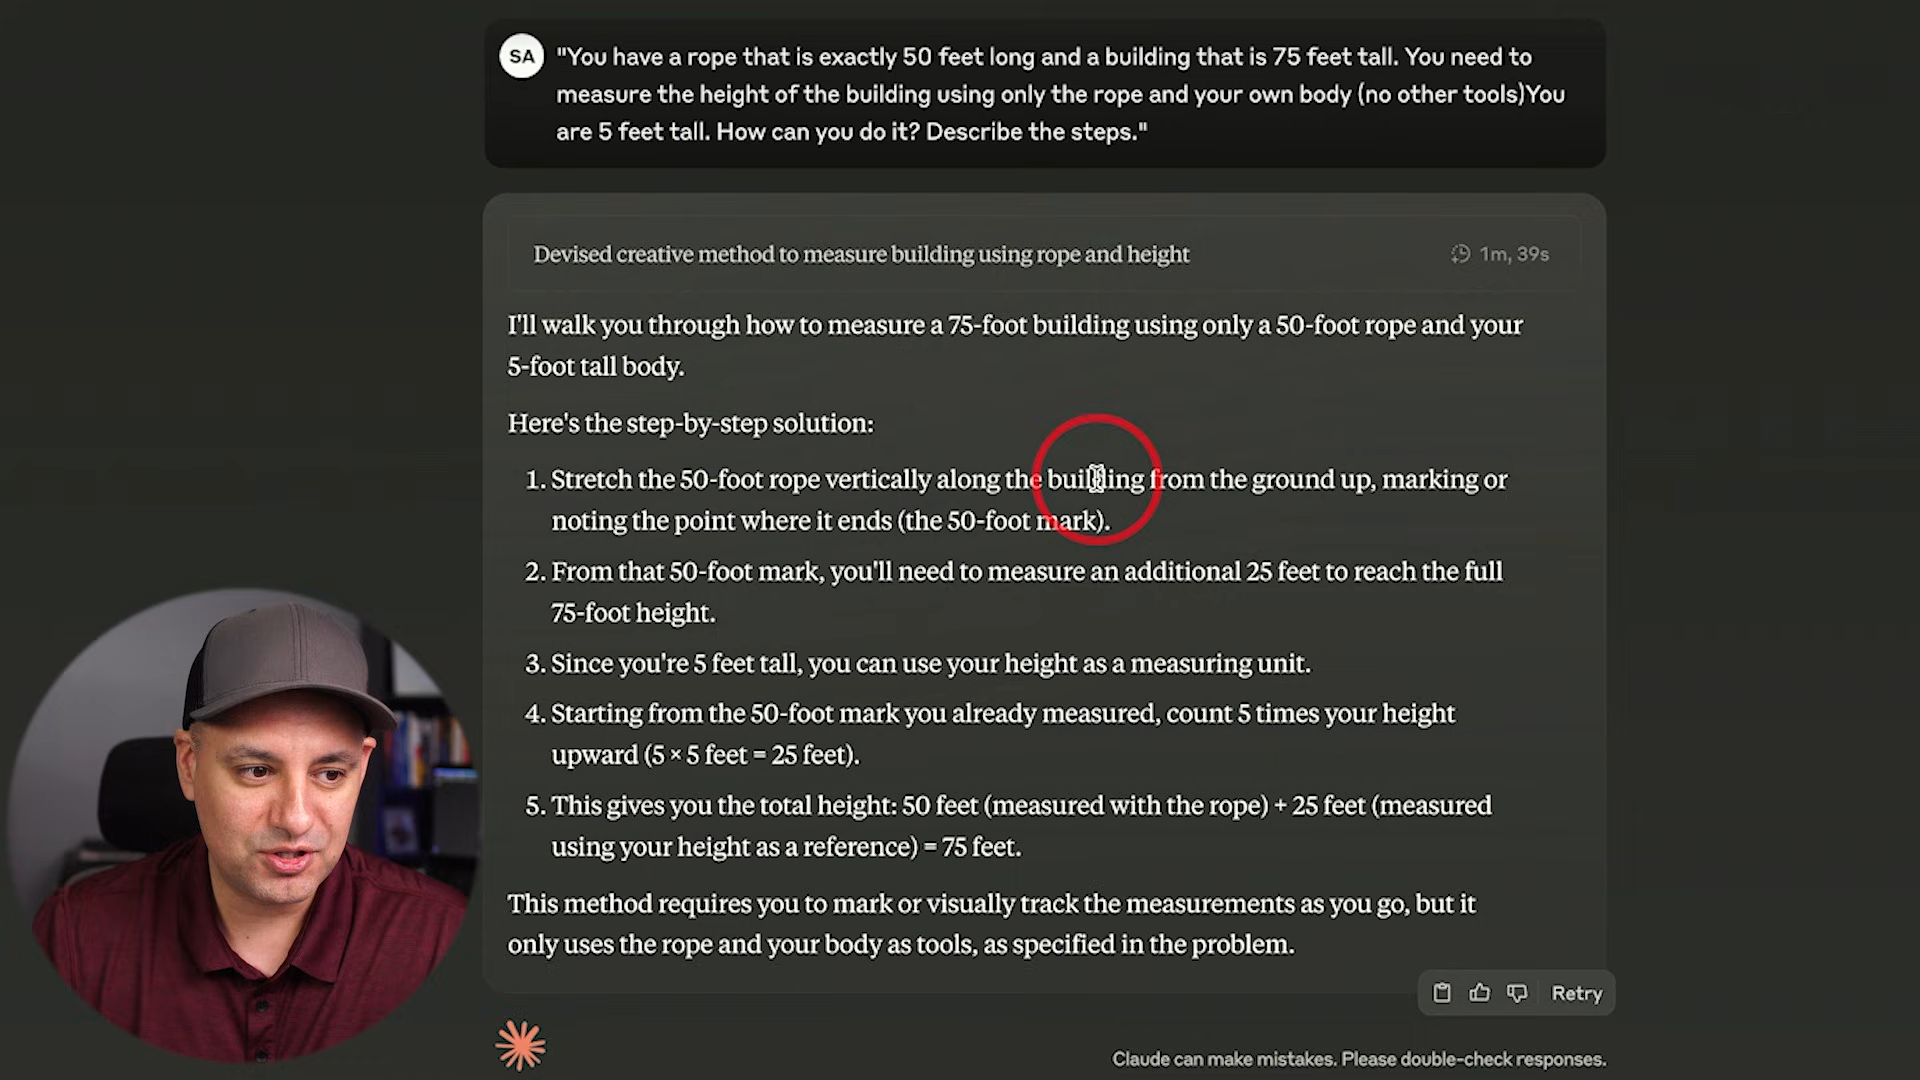 SA
"You have a rope that is exactly 50 feet long and a building that is 75 feet tall. You need to
measure the height of the building using only the rope and your own body (no other tools)You
are 5 feet tall. How can you do it? Describe the steps."
Devised creative method to measure building using rope and height
1m, 39s
I'll walk you through how to measure a 75-foot building using only a 50-foot rope and your
5-foot tall body.
Here's the step-by-step solution:
1. Stretch the 50-foot rope vertically along the building from the ground up, marking or
noting the point where it ends (the 50-foot mark).
2. From that 50-foot mark, you'll need to measure an additional 25 feet to reach the full
75-foot height.
3. Since you're 5 feet tall, you can use your height as a measuring unit.
4. Starting from the 50-foot mark you already measured, count 5 times your height
upward (5 × 5 feet = 25 feet).
5. This gives you the total height: 50 feet (measured with the rope) + 25 feet (measured
using your height as a reference) = 75 feet.
This method requires you to mark or visually track the measurements as you go, but it
only uses the rope and your body as tools, as specified in the problem.
Retry
Claude can make mistakes. Please double-check responses.